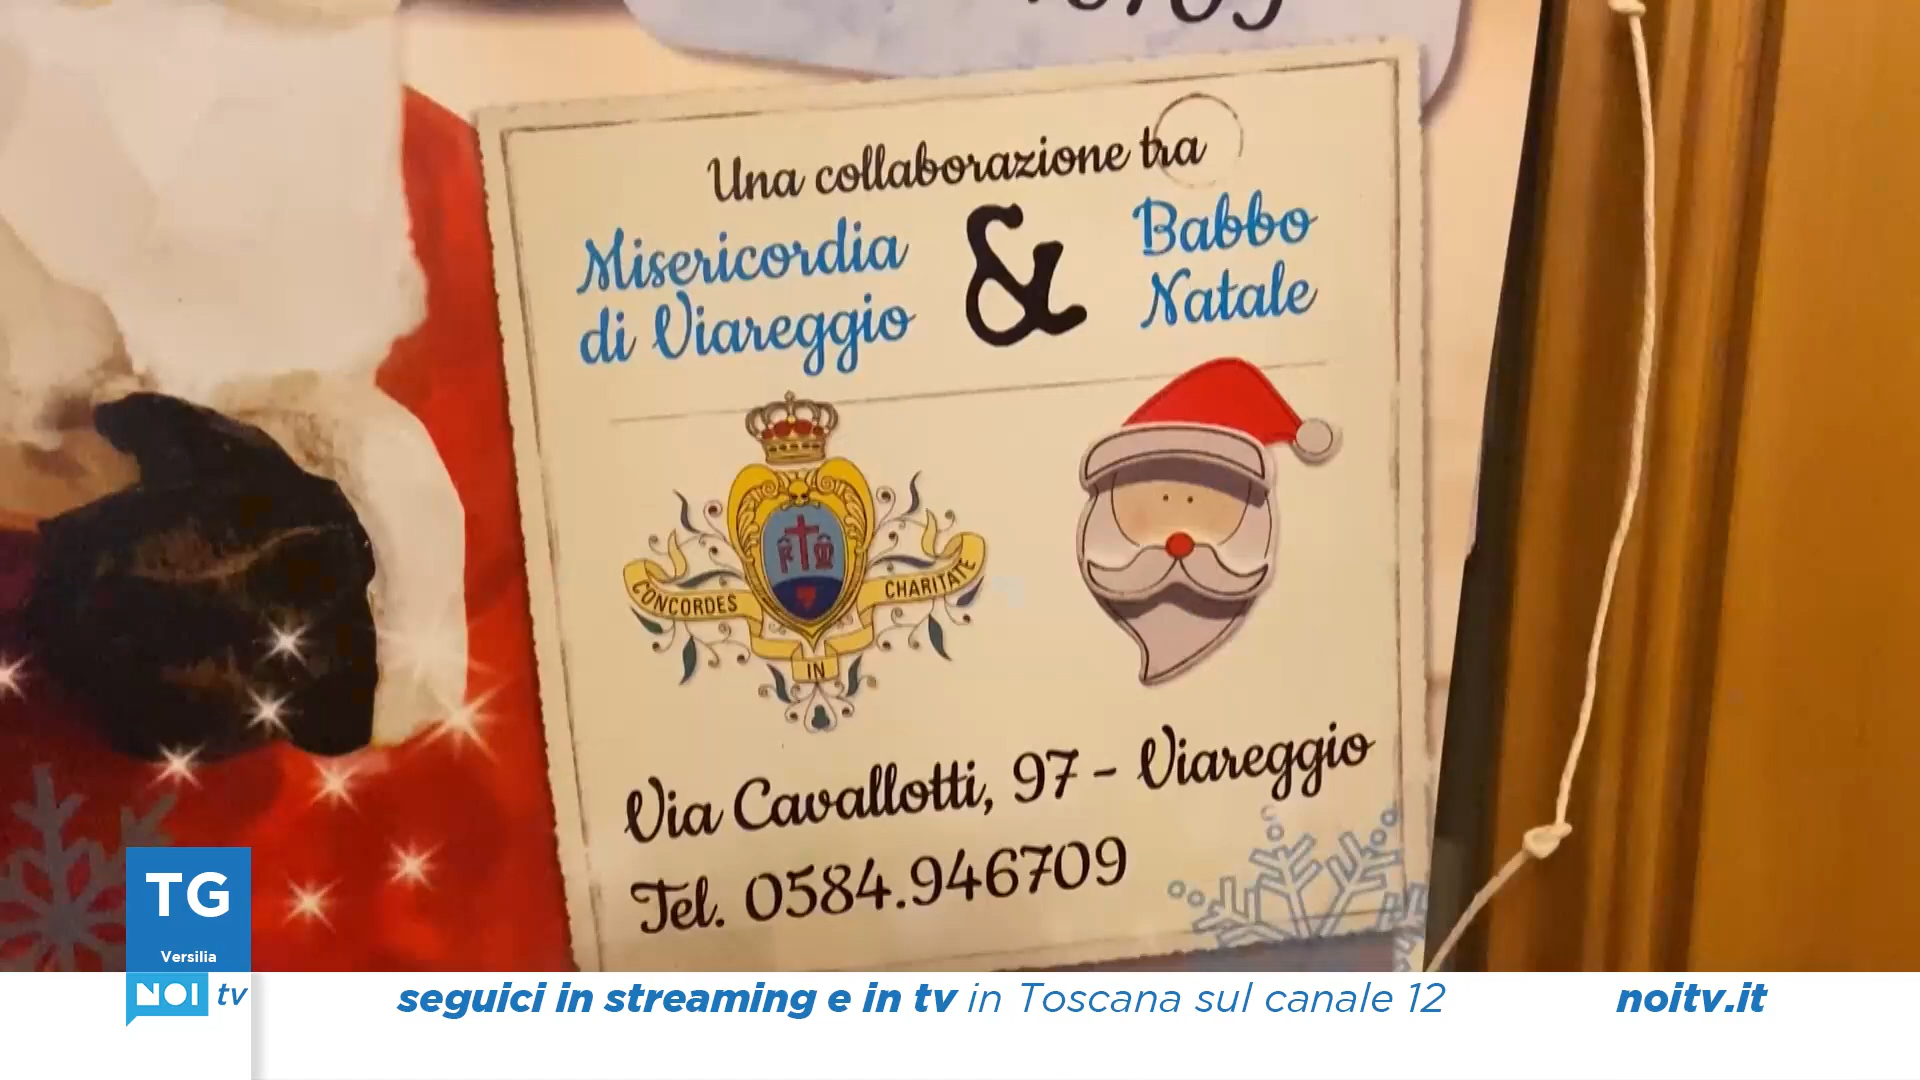 Una collaborazione tra
Misericordia
di Viareggio
&
Babbo
Natale
CONCORDES
IN
CHARITATE
Via Cavallotti, 97 - Viareggio
Tel. 0584.946709
TG
Versilia
NOI tv
seguici in streaming e in tv in Toscana sul canale 12
noitv.it